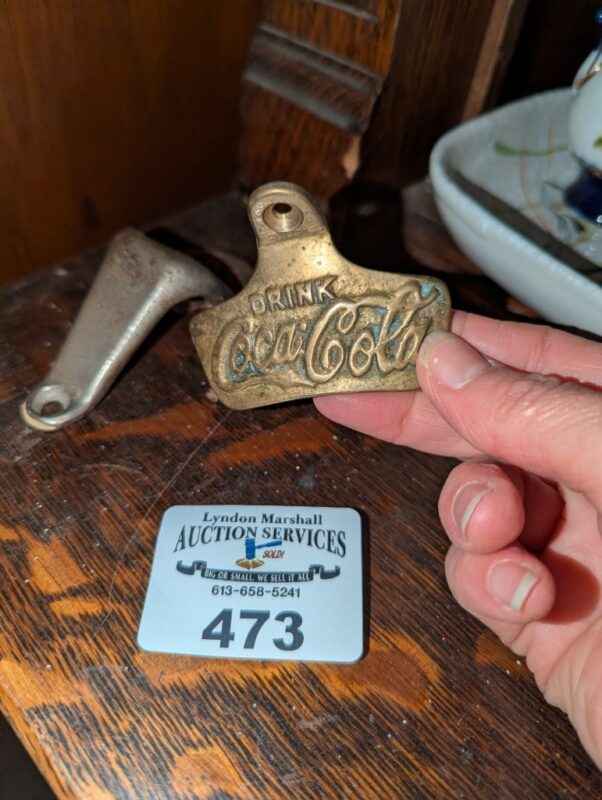 DRINK
Coca-Cola
Lyndon Marshall
AUCTION SERVICES
SOLD!
BIG OR SMALL, WE SELL IT ALL
613-658-5241
473